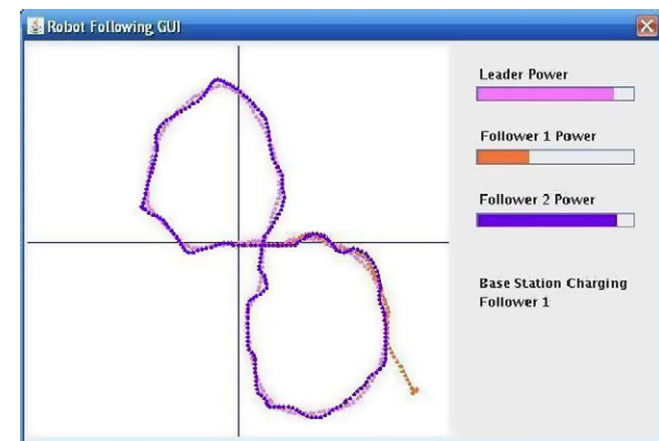 Robot Following GUI
Leader Power
Follower 1 Power
Follower 2 Power
Base Station Charging
Follower 1